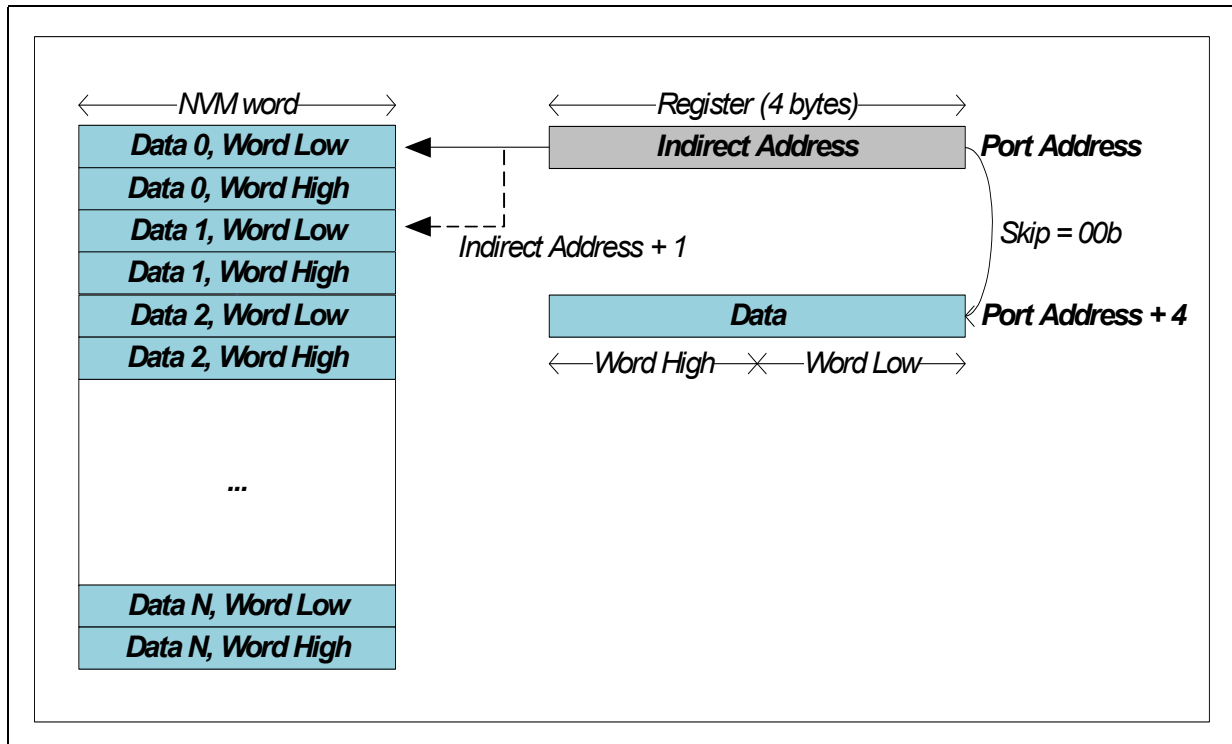 NVM word
Data 0, Word Low
Data 0, Word High
Data 1, Word Low
Data 1, Word High
Data 2, Word Low
Data 2, Word High
...
Data N, Word Low
Data N, Word High
Register (4 bytes)
Indirect Address
Port Address
Indirect Address + 1
Skip = 00b
Data
Port Address + 4
Word High
Word Low